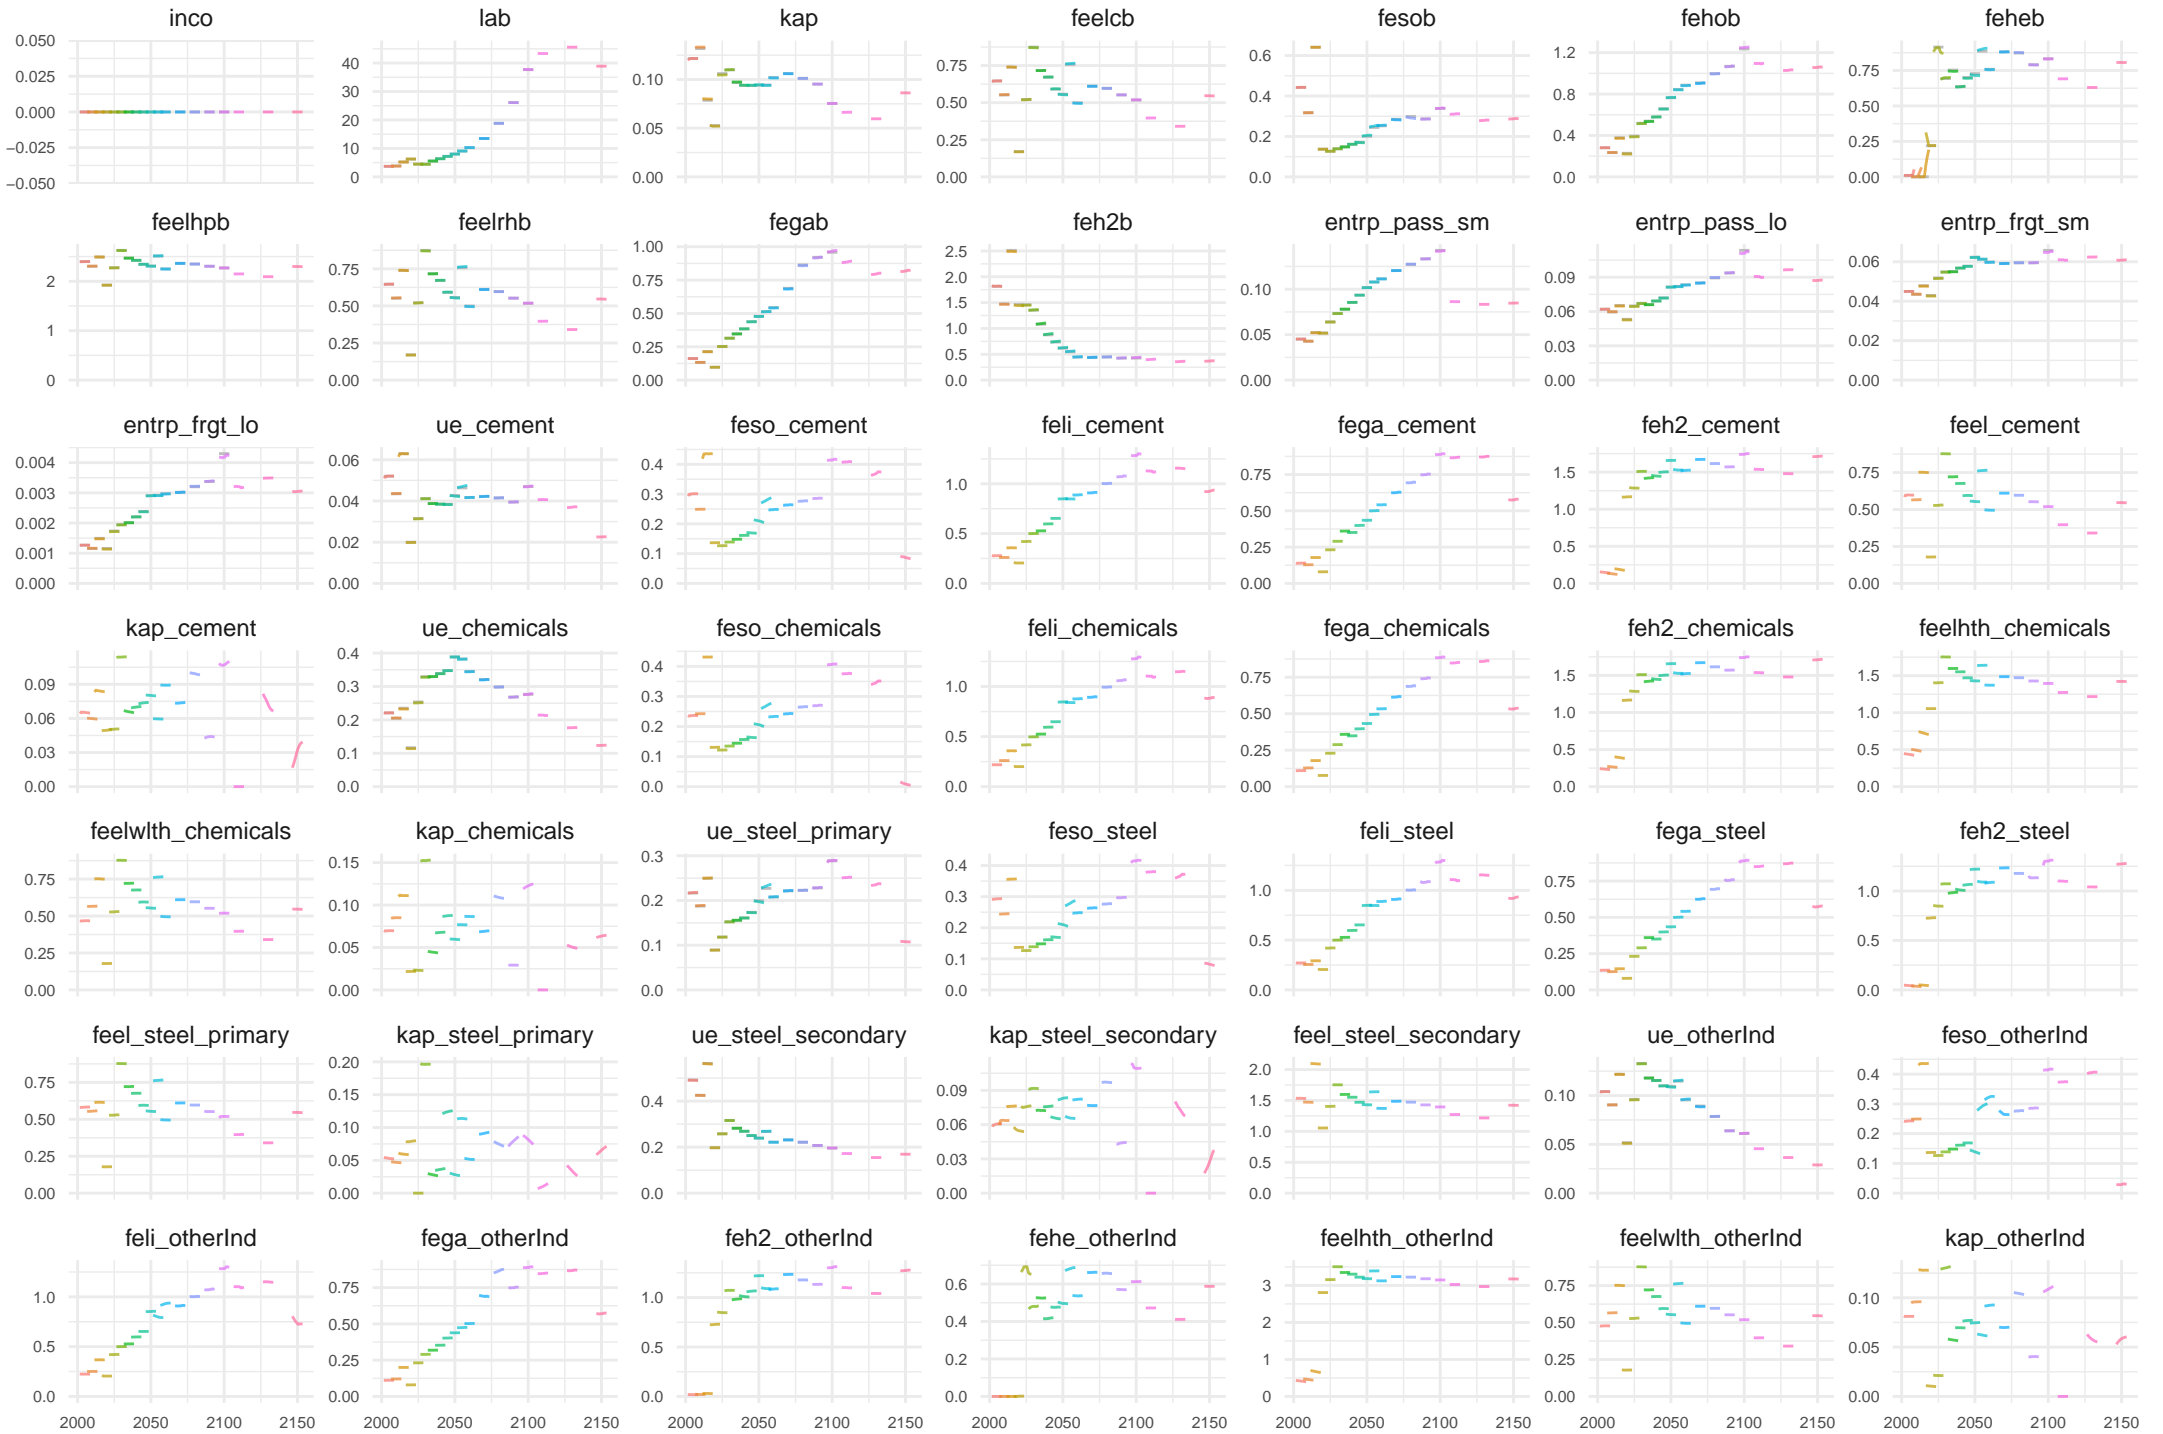 inco lab kap feelcb fesob fehob feheb
0.050 0.025 0.000 −0.025 −0.050
40 30 20 10 0
0.10 0.05 0.00
0.75 0.50 0.25 0.00
0.6 0.4 0.2 0.0
1.2 0.8 0.4 0.0
0.75 0.50 0.25 0.00
feelhpb feelrhb fegab feh2b entrp_pass_sm entrp_pass_lo entrp_frgt_sm
2 1 0
0.75 0.50 0.25 0.00
1.00 0.75 0.50 0.25 0.00
2.5 2.0 1.5 1.0 0.5 0.0
0.10 0.05 0.00
0.09 0.06 0.03 0.00
0.06 0.04 0.02 0.00
entrp_frgt_lo ue_cement feso_cement feli_cement fega_cement feh2_cement feel_cement
0.004 0.003 0.002 0.001 0.000
0.06 0.04 0.02 0.00
0.4 0.3 0.2 0.1 0.0
1.0 0.5 0.0
0.75 0.50 0.25 0.00
1.5 1.0 0.5 0.0
0.75 0.50 0.25 0.00
kap_cement ue_chemicals feso_chemicals feli_chemicals fega_chemicals feh2_chemicals feelhth_chemicals
0.09 0.06 0.03 0.00
0.4 0.3 0.2 0.1 0.0
0.4 0.3 0.2 0.1 0.0
1.0 0.5 0.0
0.75 0.50 0.25 0.00
1.5 1.0 0.5 0.0
1.5 1.0 0.5 0.0
feelwlth_chemicals kap_chemicals ue_steel_primary feso_steel feli_steel fega_steel feh2_steel
0.75 0.50 0.25 0.00
0.15 0.10 0.05 0.00
0.3 0.2 0.1 0.0
0.4 0.3 0.2 0.1 0.0
1.0 0.5 0.0
0.75 0.50 0.25 0.00
1.0 0.5 0.0
feel_steel_primary kap_steel_primary ue_steel_secondary kap_steel_secondary feel_steel_secondary ue_otherInd feso_otherInd
0.75 0.50 0.25 0.00
0.20 0.15 0.10 0.05 0.00
0.4 0.2 0.0
0.09 0.06 0.03 0.00
2.0 1.5 1.0 0.5 0.0
0.10 0.05 0.00
0.4 0.3 0.2 0.1 0.0
feli_otherInd fega_otherInd feh2_otherInd fehe_otherInd feelhth_otherInd feelwlth_otherInd kap_otherInd
1.0 0.5 0.0
0.75 0.50 0.25 0.00
1.0 0.5 0.0
0.6 0.4 0.2 0.0
3 2 1 0
0.75 0.50 0.25 0.00
0.10 0.05 0.00
2000 2050 2100 2150 2000 2050 2100 2150 2000 2050 2100 2150 2000 2050 2100 2150 2000 2050 2100 2150 2000 2050 2100 2150 2000 2050 2100 2150